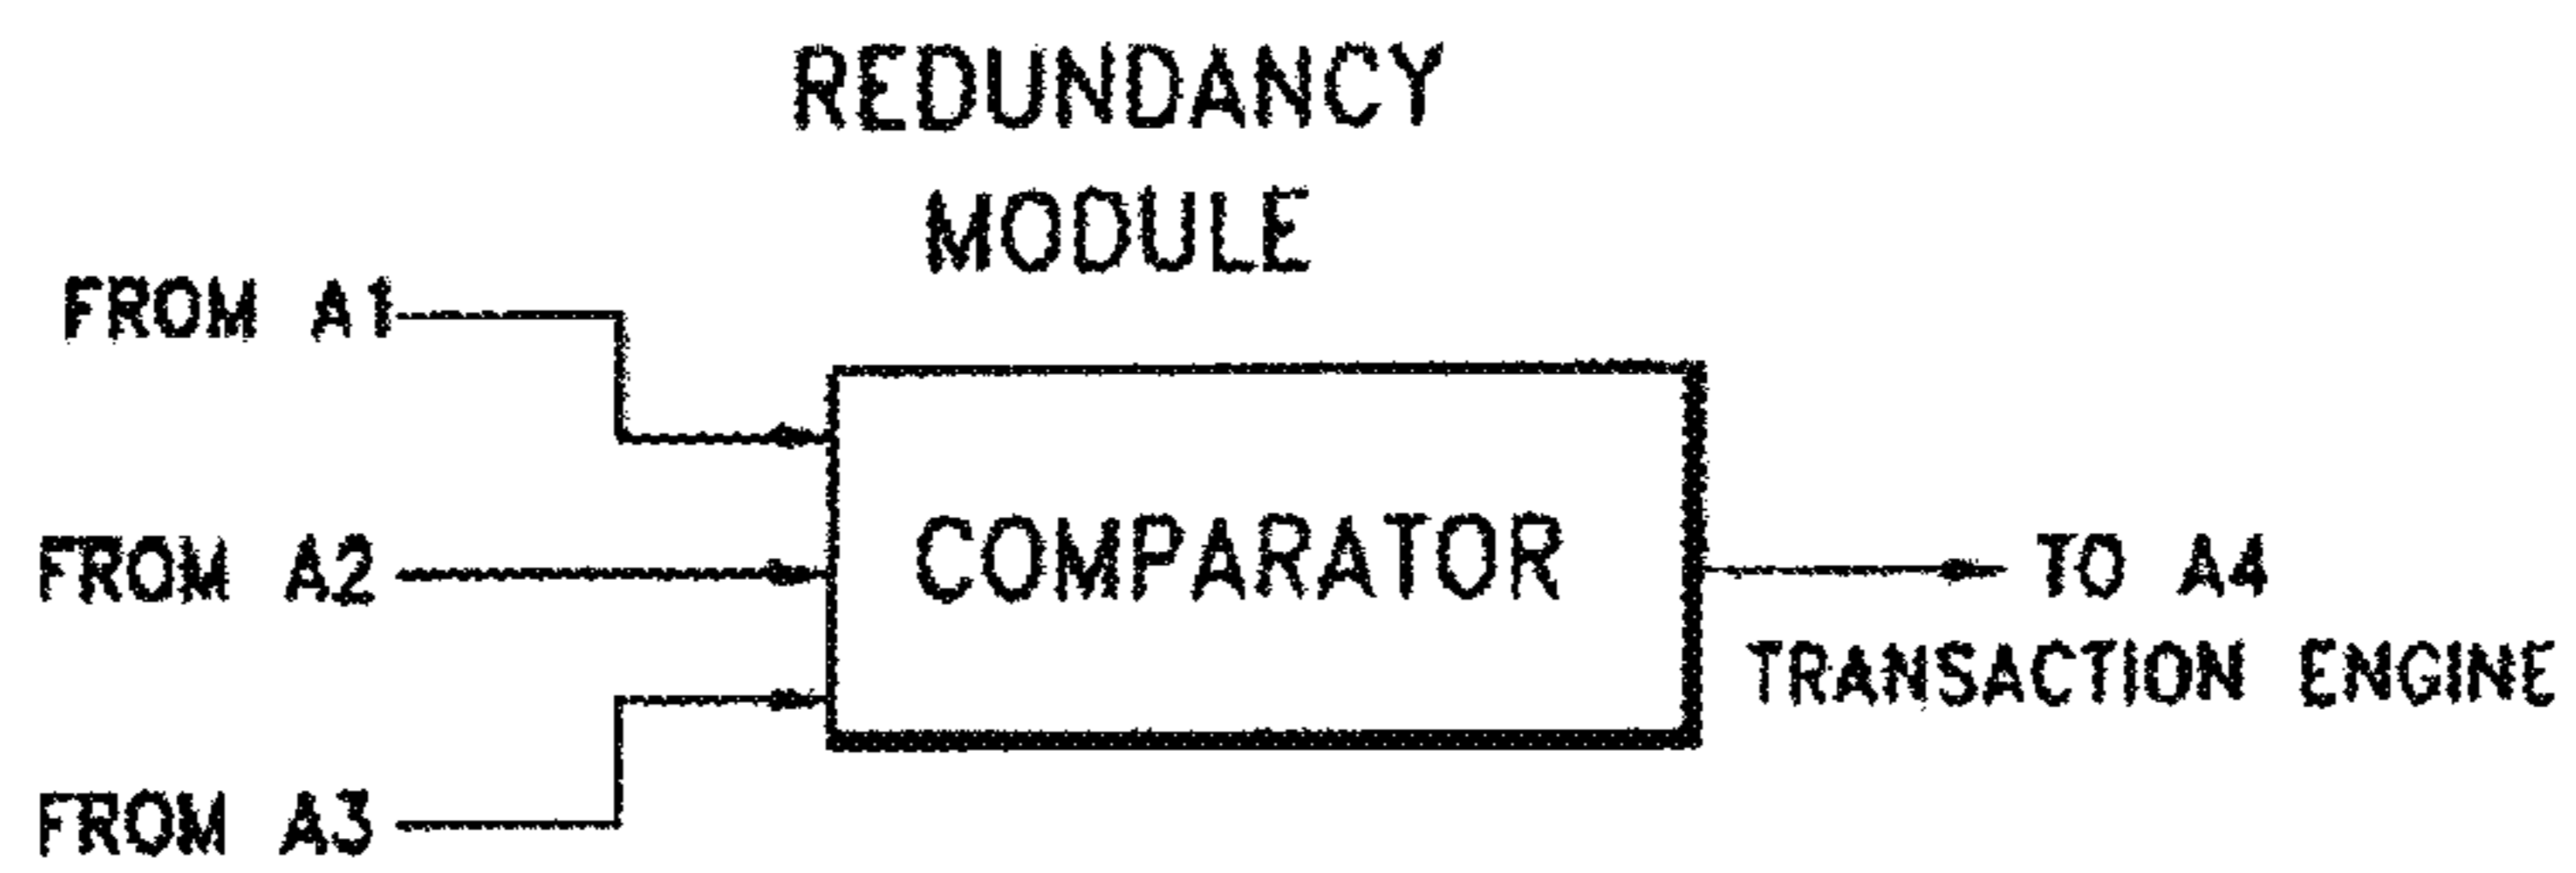 REDUNDANCY
MODULE
FROM A1
FROM A2
FROM A3
COMPARATOR
TO A4
TRANSACTION ENGINE